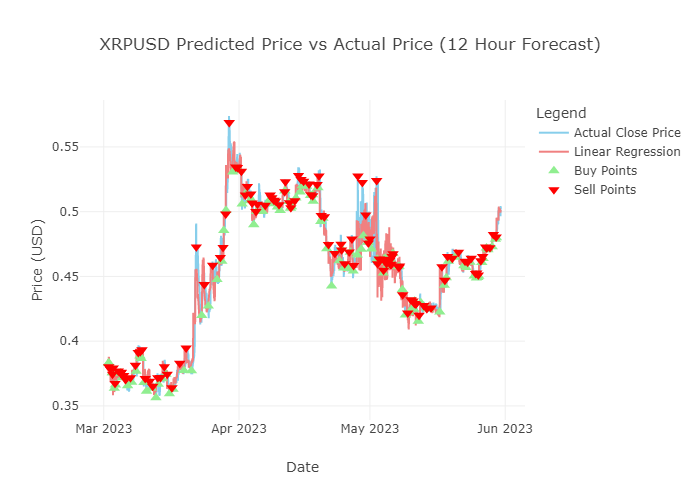 XRPUSD Predicted Price vs Actual Price (12 Hour Forecast)
Legend
Actual Close Price
Linear Regression
Buy Points
Sell Points
0.55
0.5
0.45
0.4
0.35
Price (USD)
Mar 2023 Apr 2023 May 2023 Jun 2023
Date